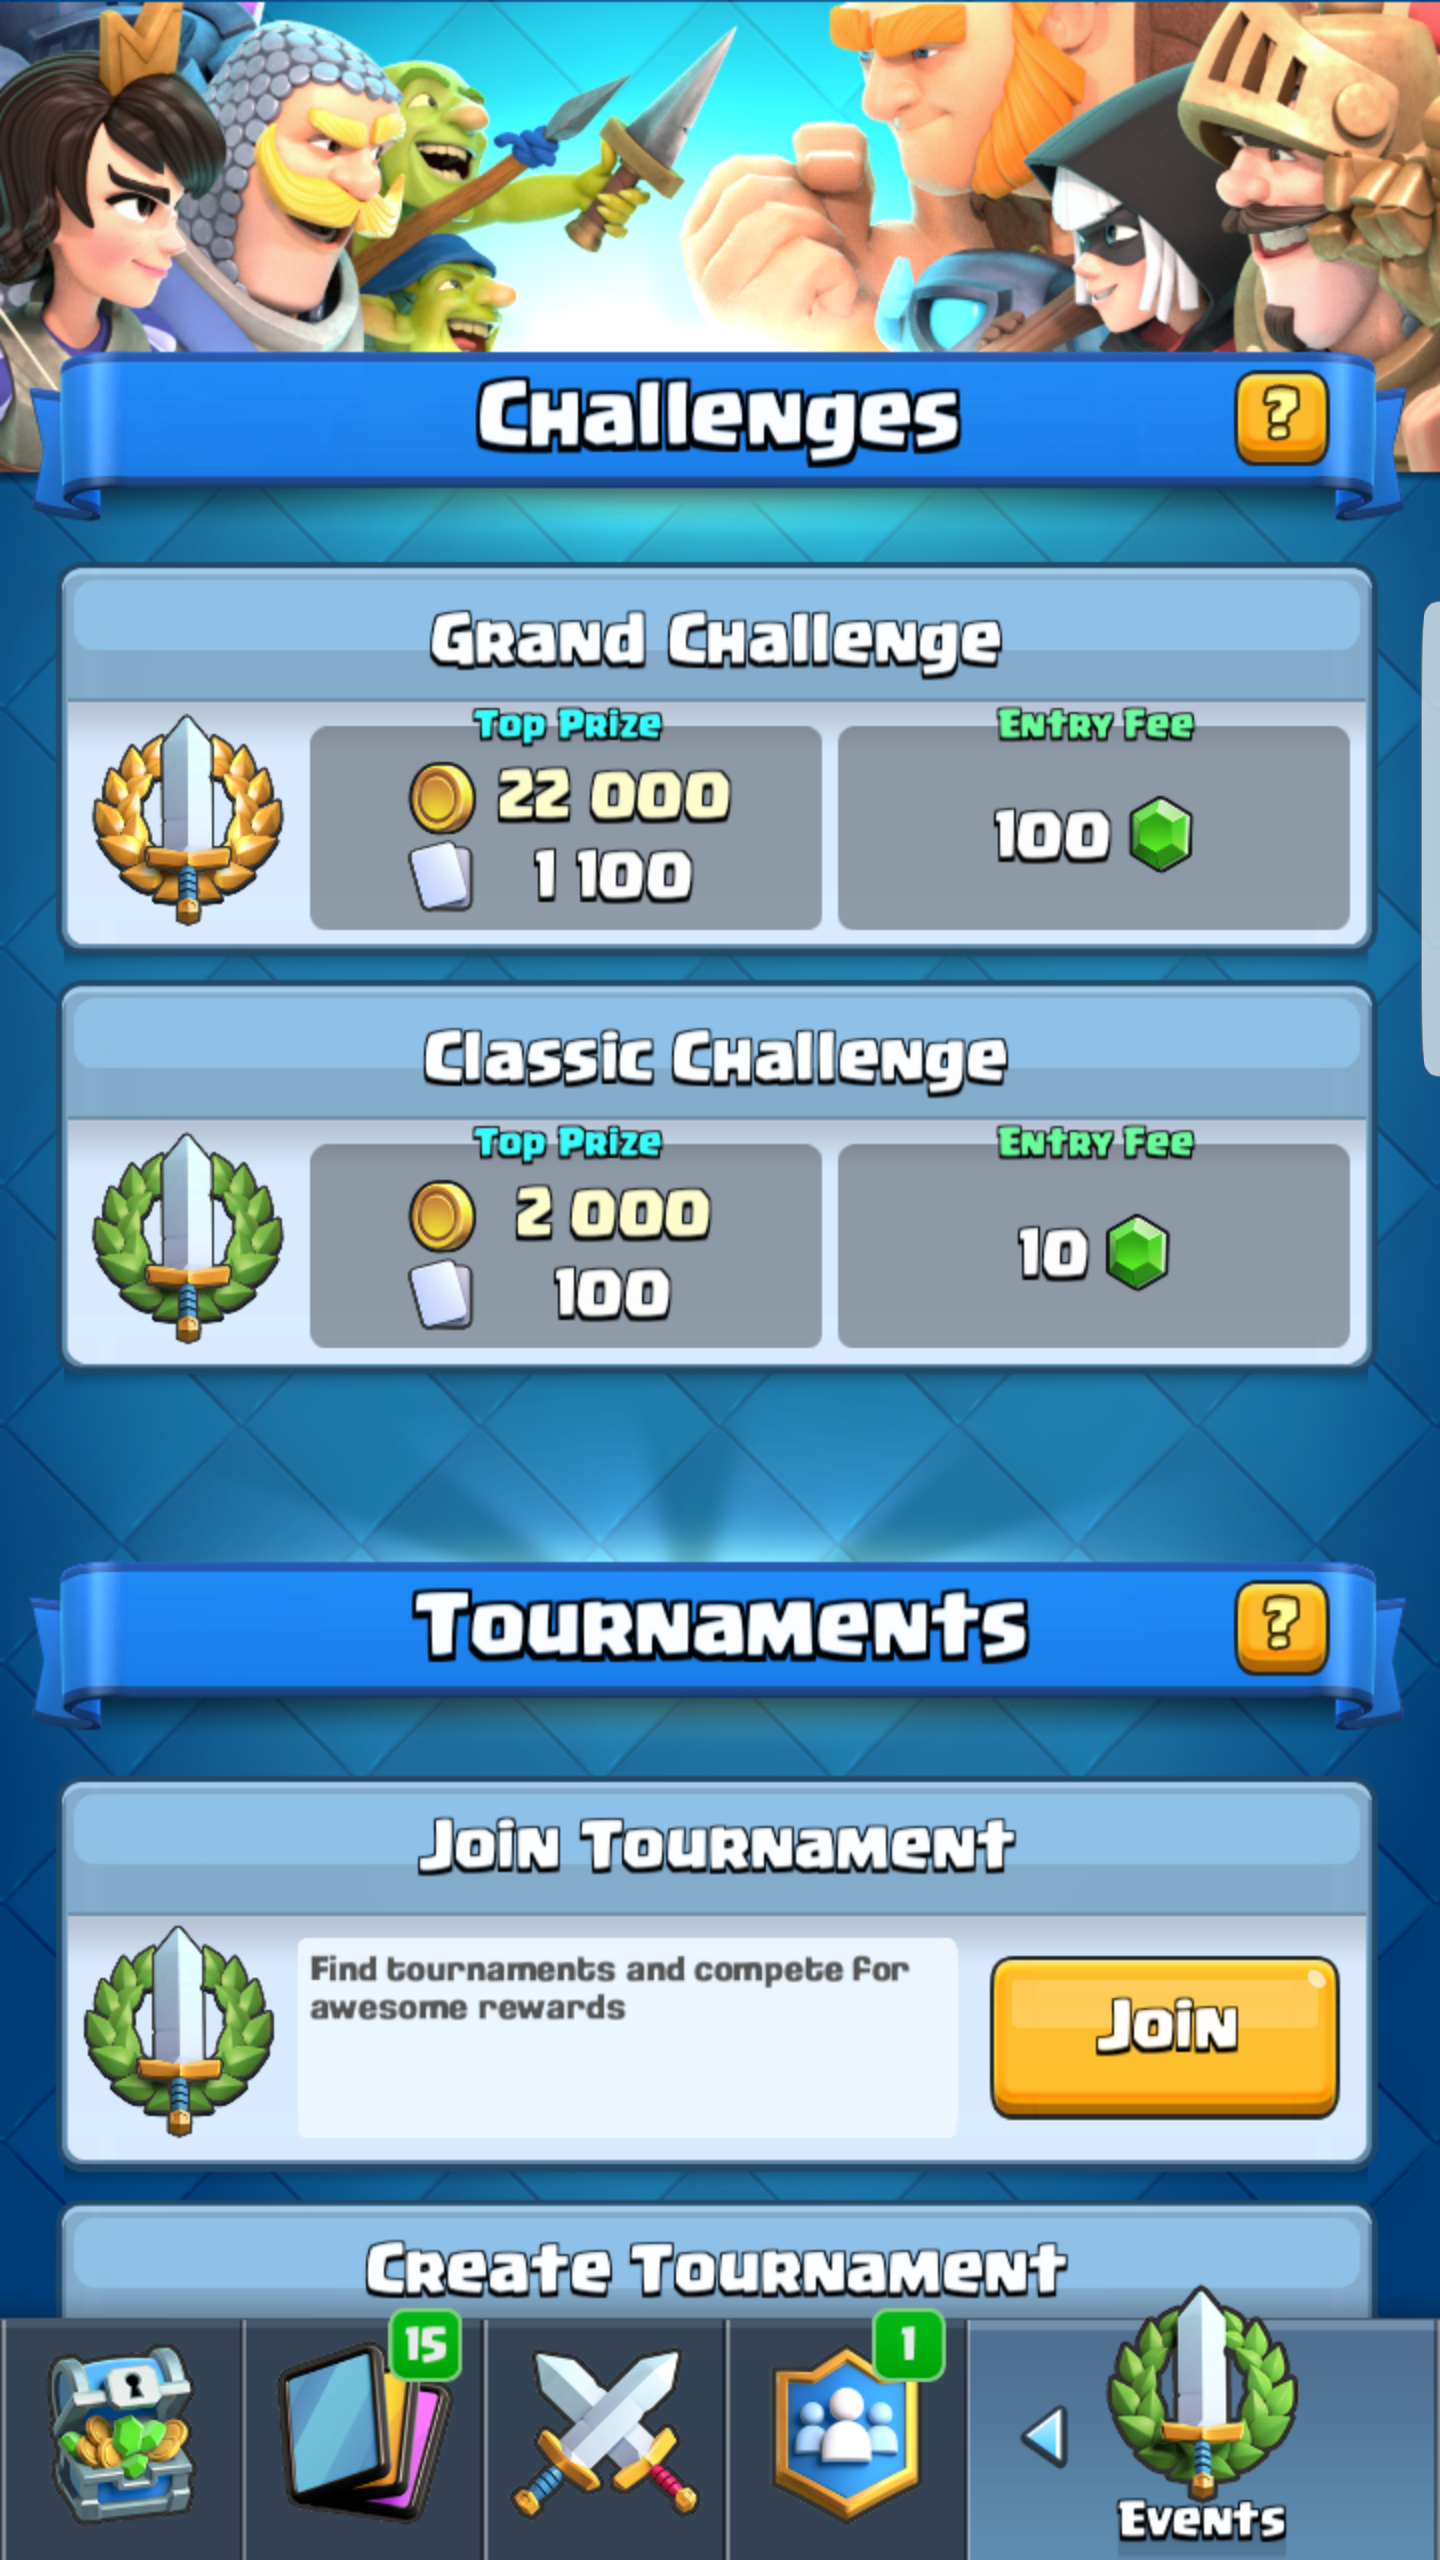 Challenges
?
Grand Challenge
Top Prize
Entry Fee
22 000
100
1 100
Classic Challenge
Top Prize
Entry Fee
2 000
10
100
Tournaments
?
Join Tournament
Find tournaments and compete for
awesome rewards
Join
Create Tournament
15
1
Events